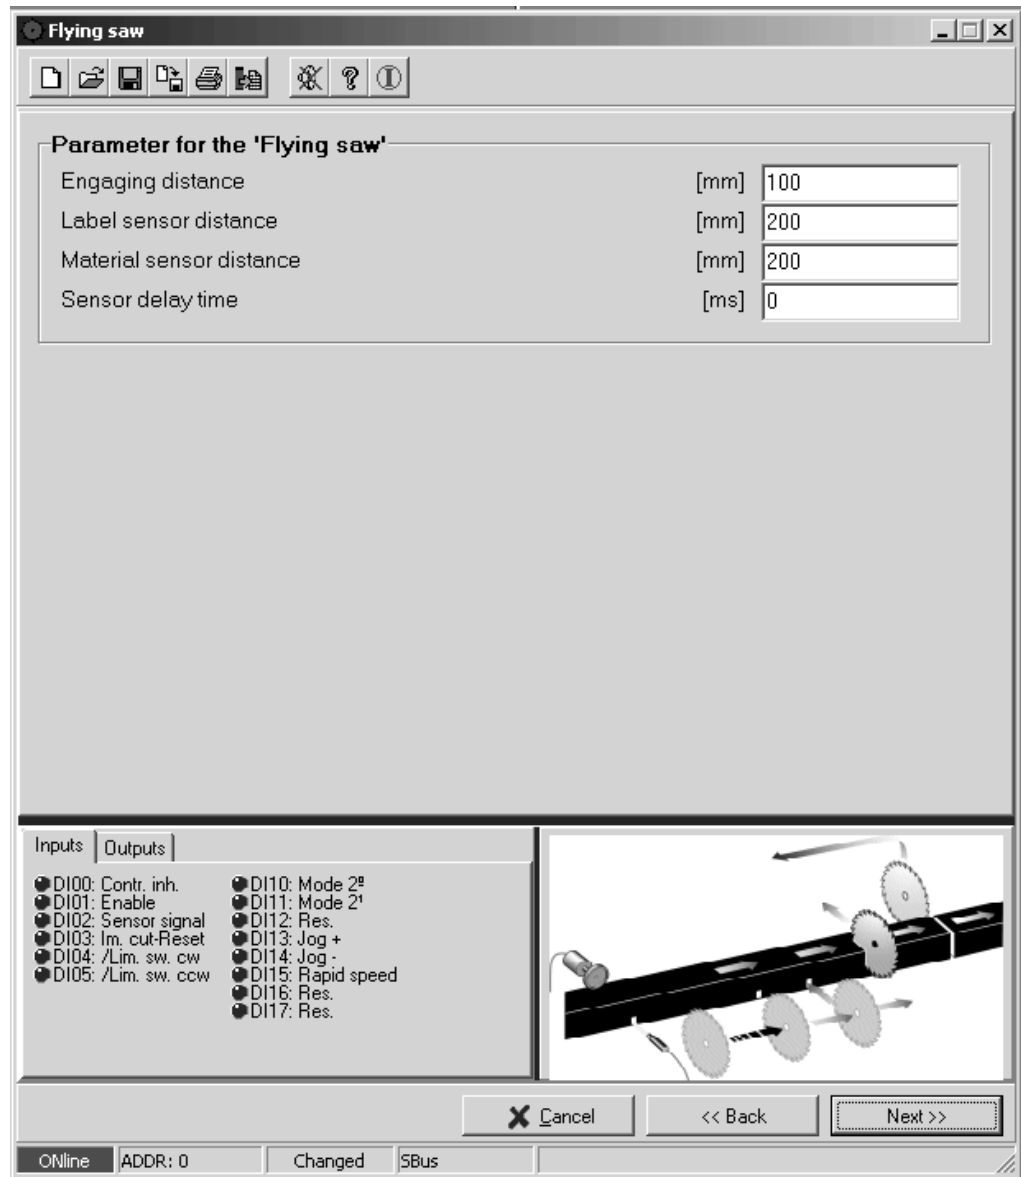 Flying saw
Parameter for the 'Flying saw'
Engaging distance [mm] 100
Label sensor distance [mm] 200
Material sensor distance [mm] 200
Sensor delay time [ms] 0
Inputs Outputs
DI00: Contr. inh. DI10: Mode 2º
DI01: Enable DI11: Mode 2¹
DI02: Sensor signal DI12: Res.
DI03: Im. cut-Reset DI13: Jog +
DI04: /Lim. sw. cw DI14: Jog -
DI05: /Lim. sw. ccw DI15: Rapid speed
DI16: Res.
DI17: Res.
Cancel << Back Next >>
ONline ADDR: 0 Changed SBus